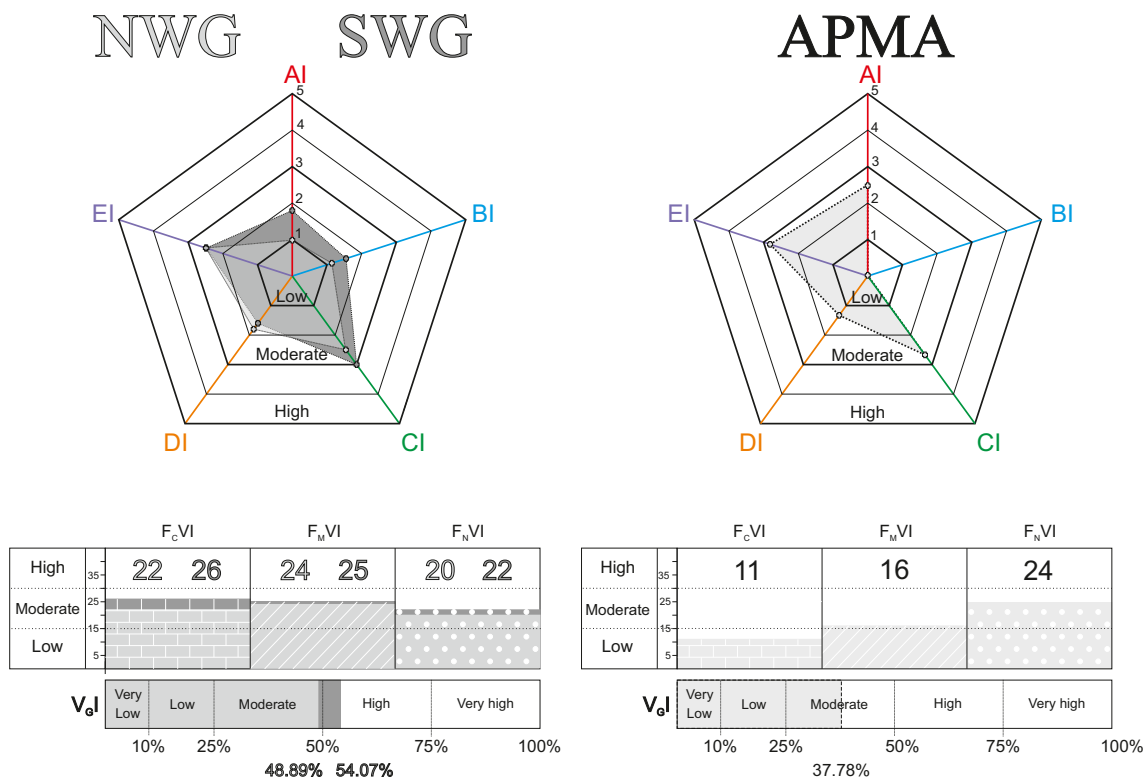 NWG SWG
AI
5
4
3
2
1
EI
BI
Low
Moderate
High
DI
CI
APMA
AI
5
4
3
2
1
EI
BI
Low
Moderate
High
DI
CI
FCVI FMVI FNVI
High 35 22 26 24 25 20 22
Moderate 25
15
Low 5
VGI Very Low Low Moderate High Very high
10% 25% 50% 75% 100%
48.89% 54.07%
FCVI FMVI FNVI
High 35 11 16 24
Moderate 25
15
Low 5
VGI Very Low Low Moderate High Very high
10% 25% 50% 75% 100%
37.78%